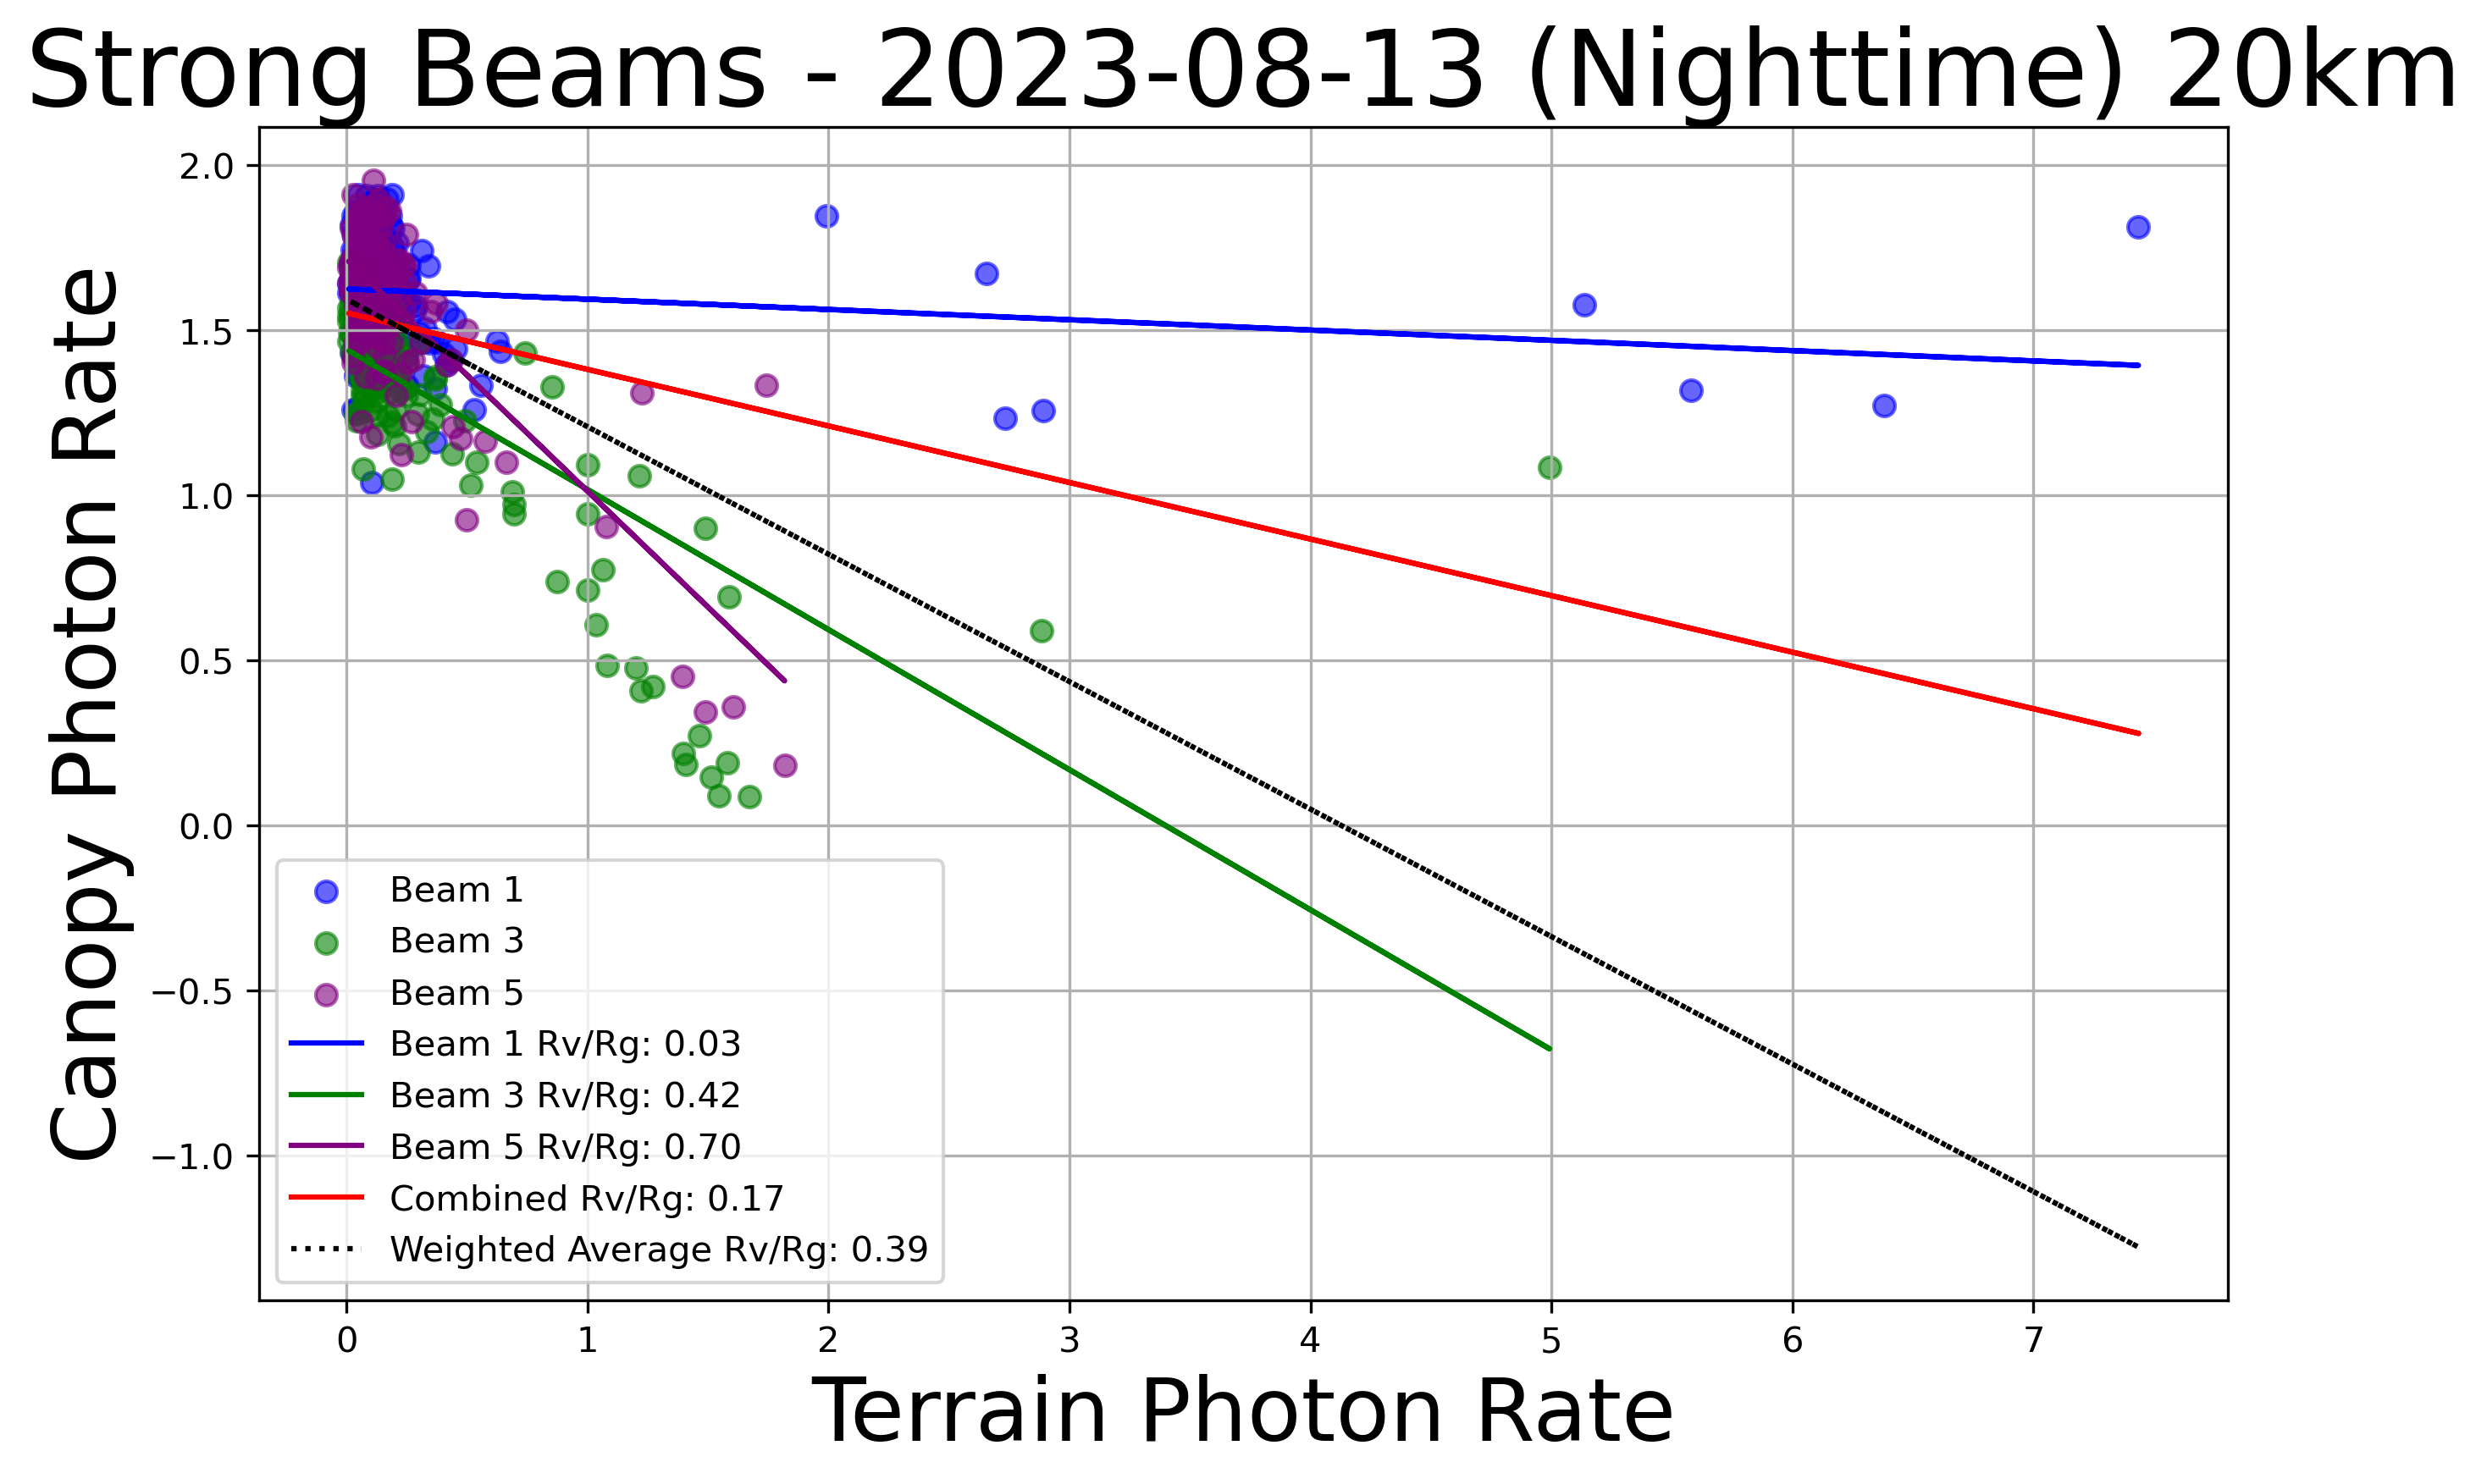 Strong Beams - 2023-08-13 (Nighttime) 20km
Canopy Photon Rate
2.0
1.5
1.0
0.5
0.0
−0.5
−1.0
Beam 1
Beam 3
Beam 5
Beam 1 Rv/Rg: 0.03
Beam 3 Rv/Rg: 0.42
Beam 5 Rv/Rg: 0.70
Combined Rv/Rg: 0.17
Weighted Average Rv/Rg: 0.39
0 1 2 3 4 5 6 7
Terrain Photon Rate